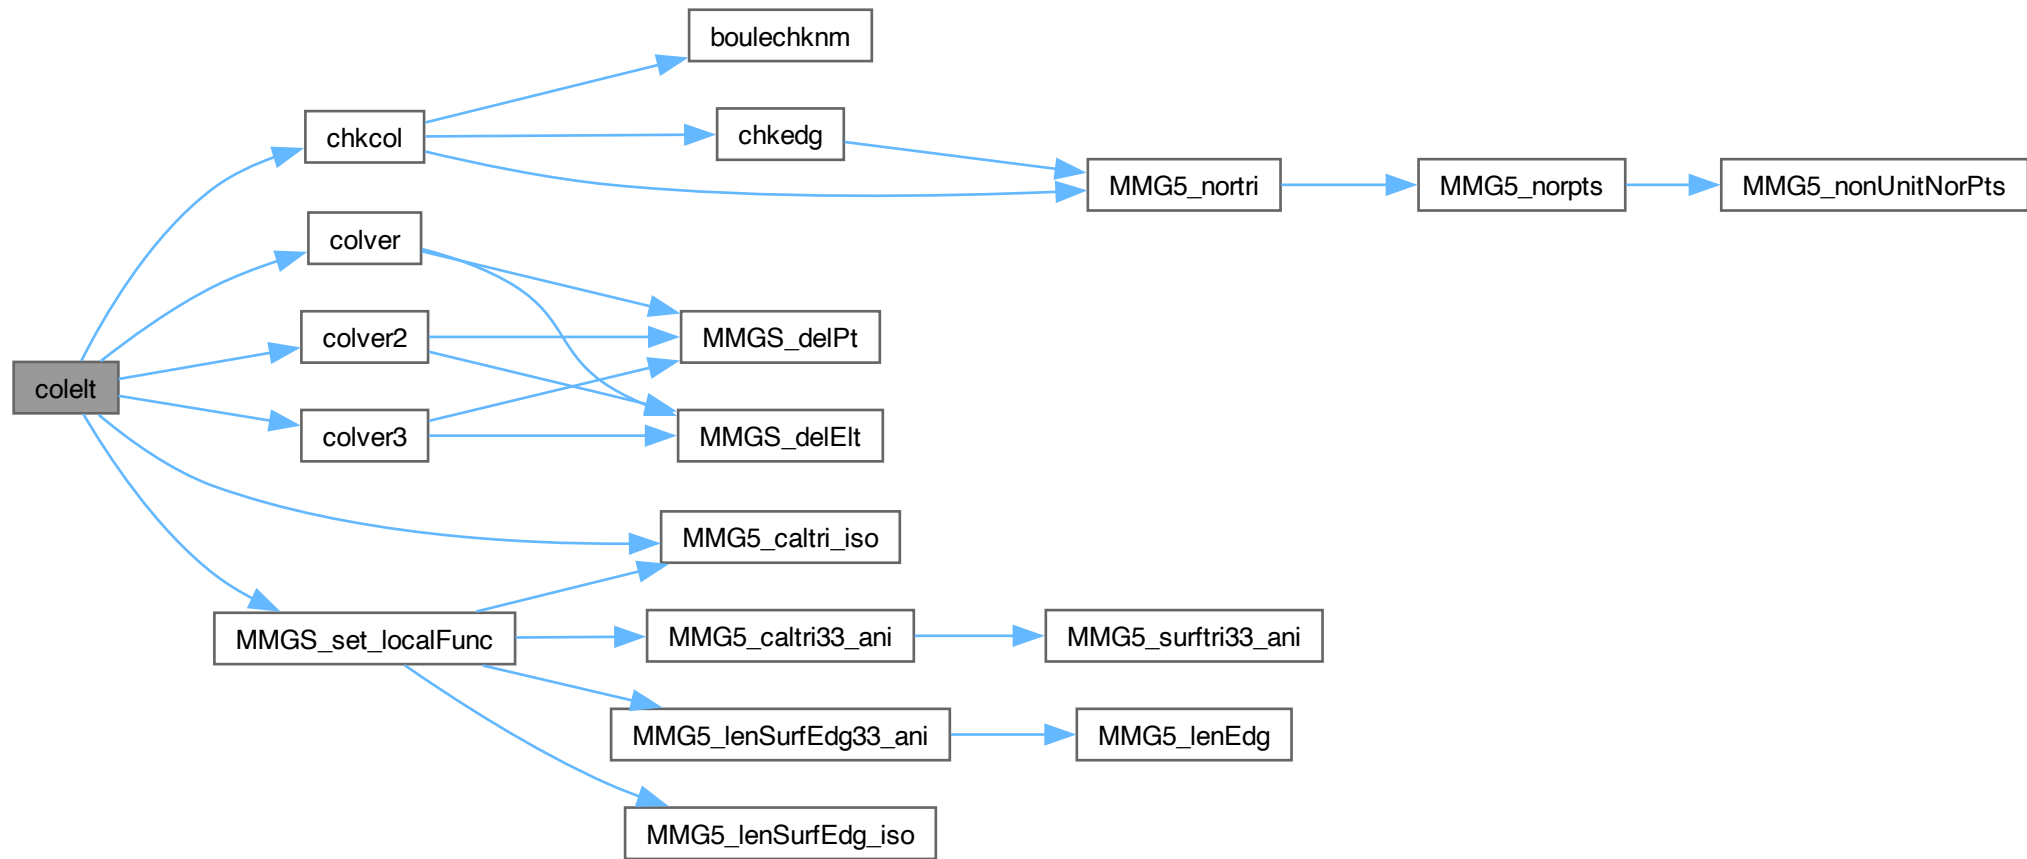 boulechknm
chkcol
chkedg
MMG5_nortri
MMG5_norpts
MMG5_nonUnitNorPts
colver
colver2
MMGS_delPt
colelt
colver3
MMGS_delElt
MMG5_caltri_iso
MMGS_set_localFunc
MMG5_caltri33_ani
MMG5_surftri33_ani
MMG5_lenSurfEdg33_ani
MMG5_lenEdg
MMG5_lenSurfEdg_iso